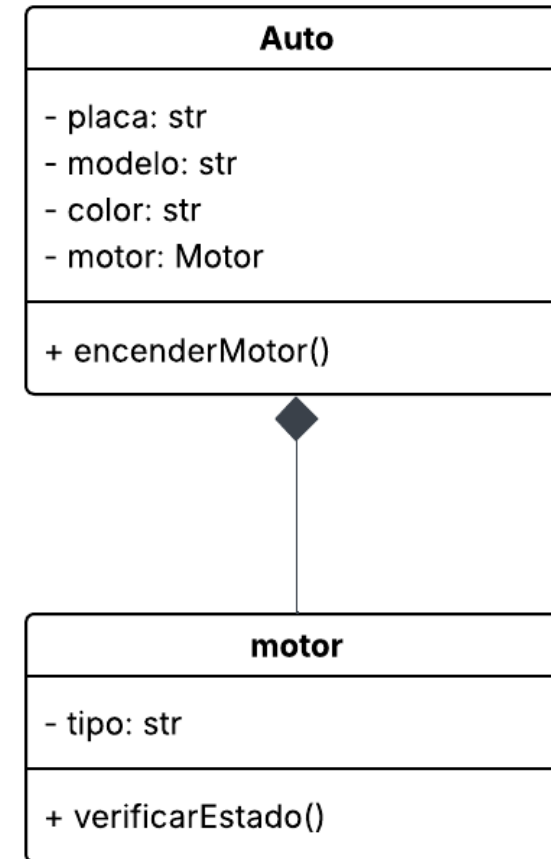 Auto
- placa: str
- modelo: str
- color: str
- motor: Motor
+ encenderMotor()
motor
- tipo: str
+ verificarEstado()